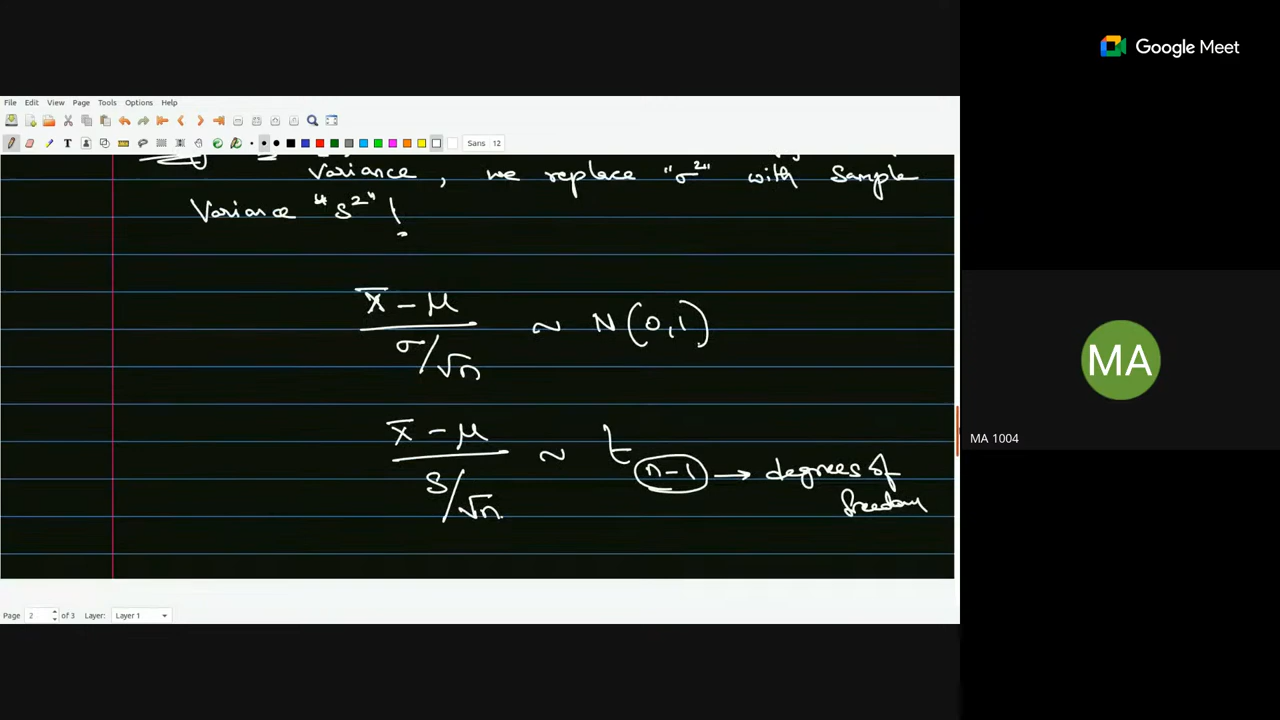 Google Meet
File Edit View Page Tools Options Help
T Sans 12
Variance, we replace "σ²" with Sample
Variance "S²" !
x̄ - μ
σ/√n ~ N(0,1)
x̄ - μ
S/√n ~ t n-1 → degrees of
freedom
MA
MA 1004
Page 2 of 3 Layer: Layer 1